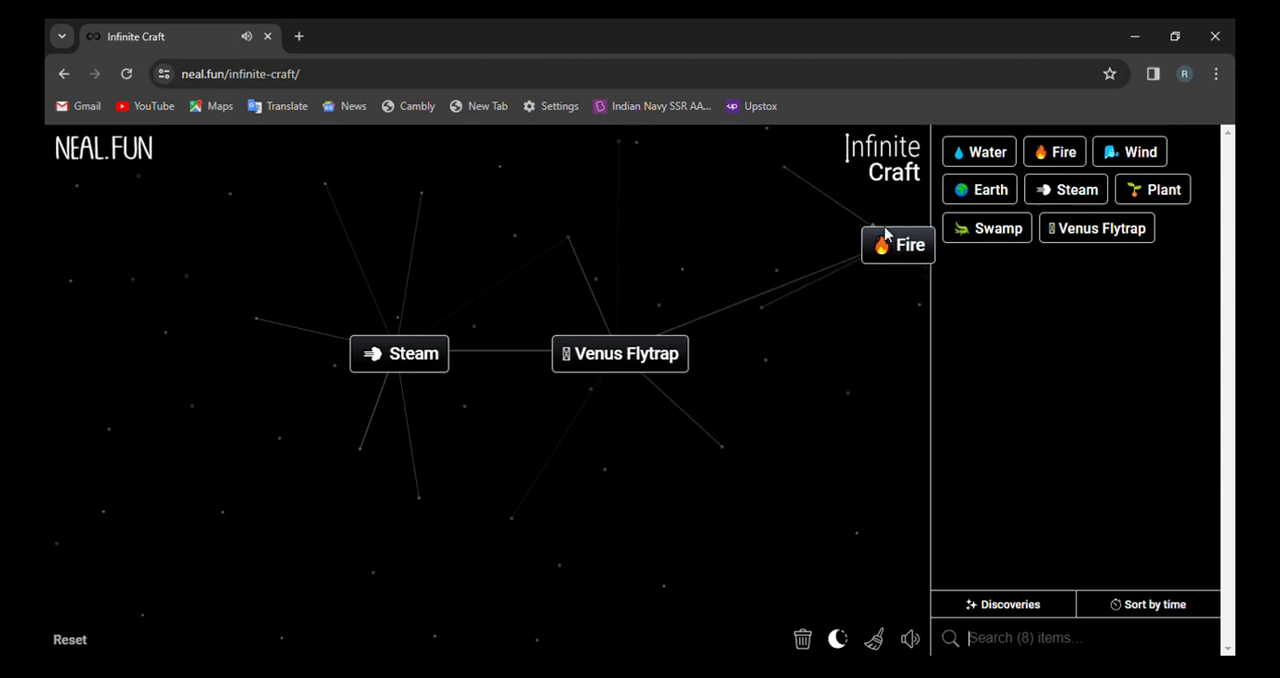 Infinite Craft
neal.fun/infinite-craft/
Gmail YouTube Maps Translate News Cambly New Tab Settings Indian Navy SSR AA... Upstox
NEAL.FUN
Infinite
Craft
Water Fire Wind
Earth Steam Plant
Swamp Venus Flytrap
Fire
Steam Venus Flytrap
Discoveries Sort by time
Reset
Search (8) items...